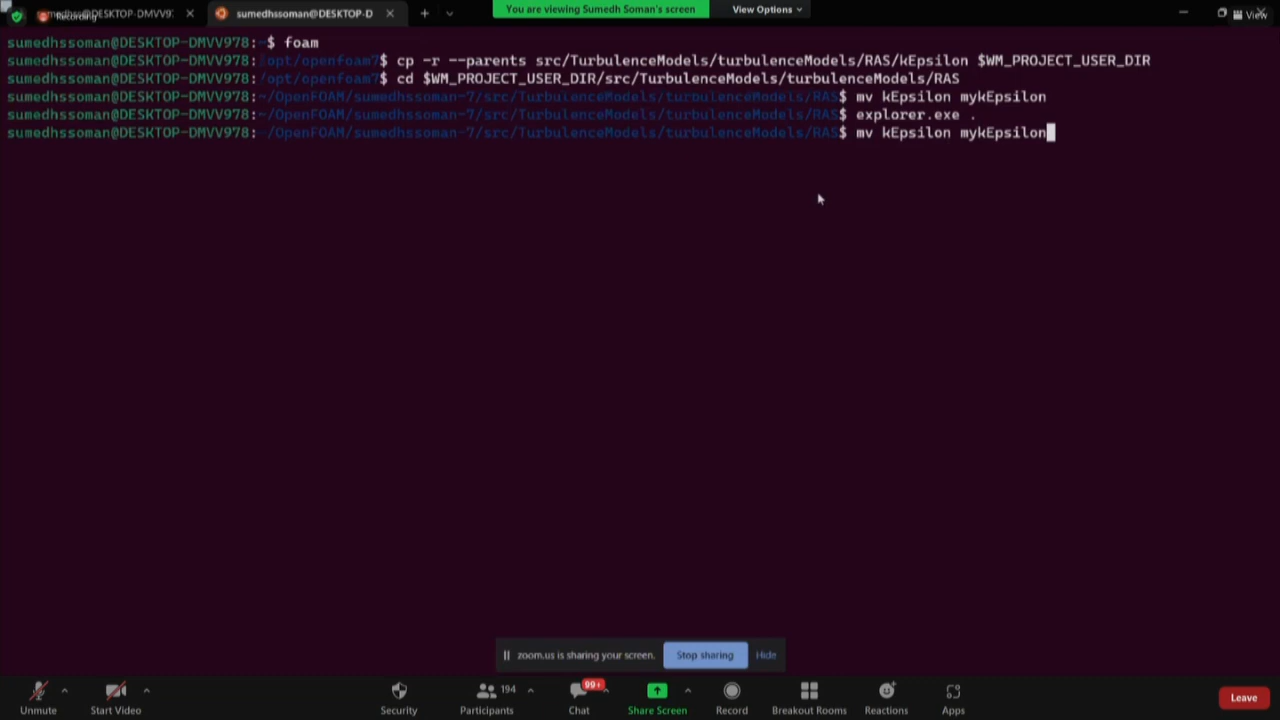 sumedhssoman@DESKTOP-DMVV97:
Recording
sumedhssoman@DESKTOP-D
You are viewing Sumedh Soman's screen
View Options
View
sumedhssoman@DESKTOP-DMVV978:~$ foam
sumedhssoman@DESKTOP-DMVV978:/opt/openfoam7$ cp -r --parents src/TurbulenceModels/turbulenceModels/RAS/kEpsilon $WM_PROJECT_USER_DIR
sumedhssoman@DESKTOP-DMVV978:/opt/openfoam7$ cd $WM_PROJECT_USER_DIR/src/TurbulenceModels/turbulenceModels/RAS
sumedhssoman@DESKTOP-DMVV978:~/OpenFOAM/sumedhssoman-7/src/TurbulenceModels/turbulenceModels/RAS$ mv kEpsilon mykEpsilon
sumedhssoman@DESKTOP-DMVV978:~/OpenFOAM/sumedhssoman-7/src/TurbulenceModels/turbulenceModels/RAS$ explorer.exe .
sumedhssoman@DESKTOP-DMVV978:~/OpenFOAM/sumedhssoman-7/src/TurbulenceModels/turbulenceModels/RAS$ mv kEpsilon mykEpsilon
zoom.us is sharing your screen.
Stop sharing
Hide
194
99+
Unmute
Start Video
Security
Participants
Chat
Share Screen
Record
Breakout Rooms
Reactions
Apps
Leave